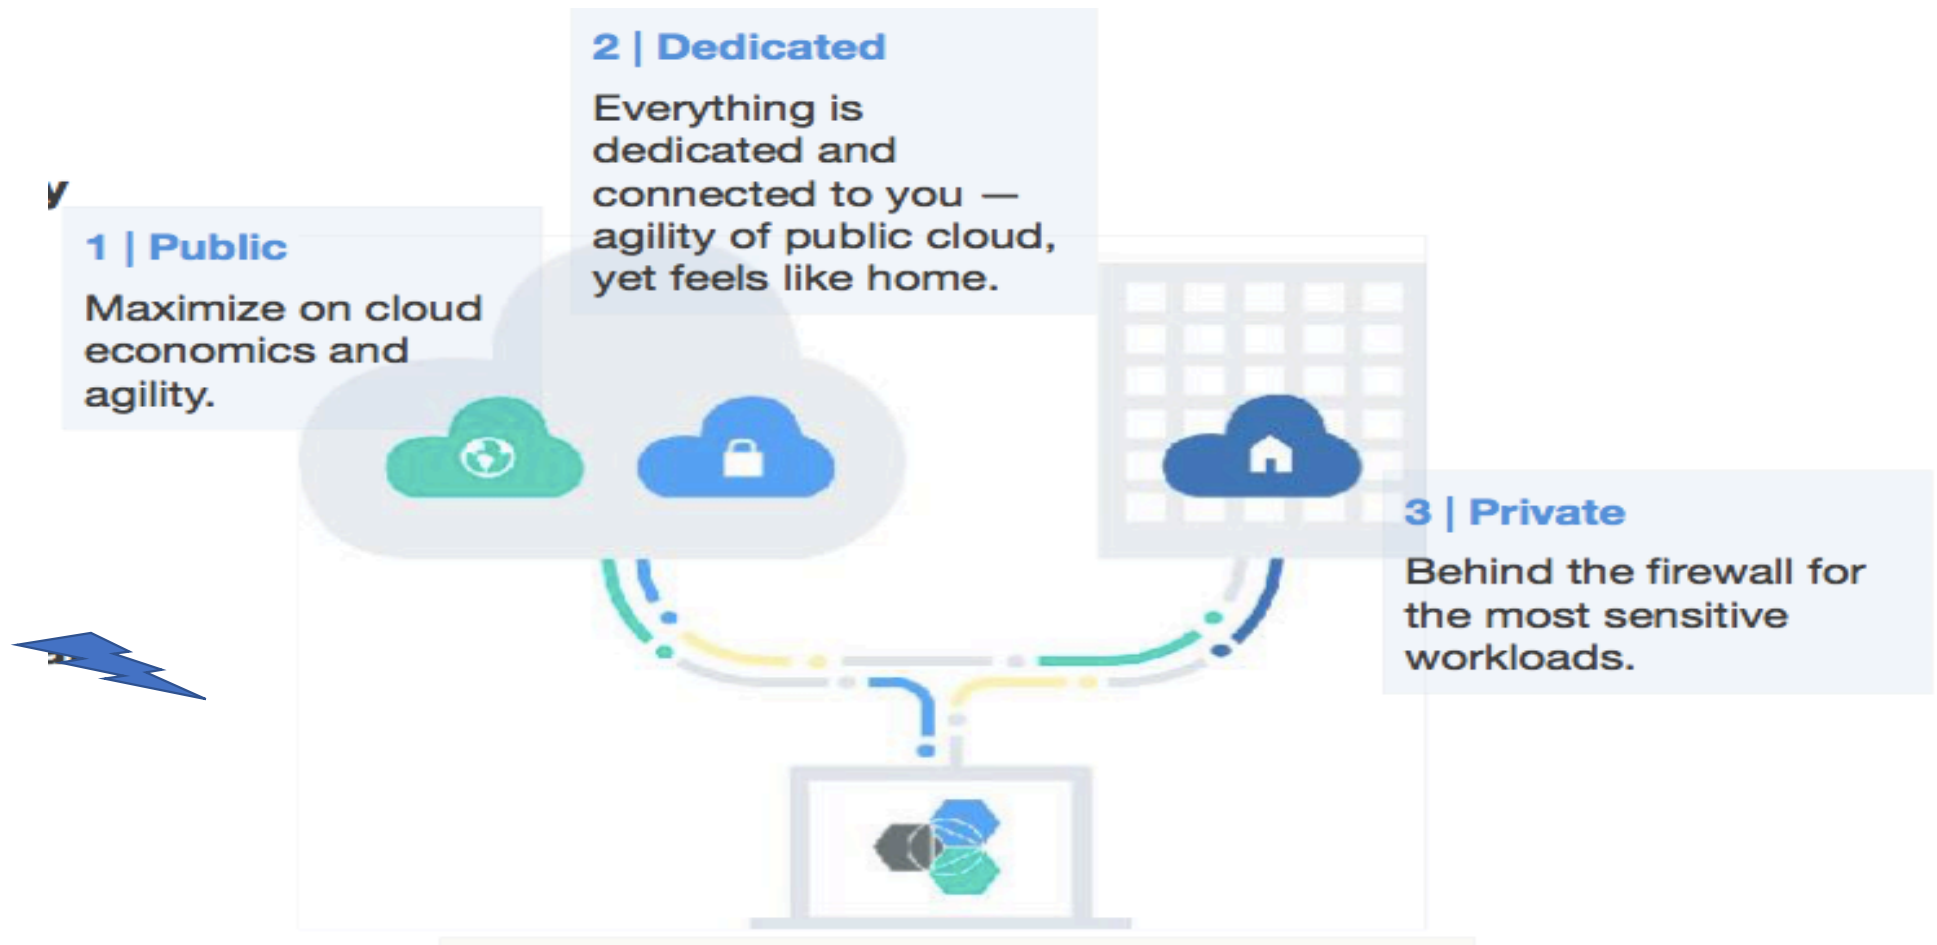 1 | Public
Maximize on cloud
economics and
agility.
2 | Dedicated
Everything is
dedicated and
connected to you —
agility of public cloud,
yet feels like home.
3 | Private
Behind the firewall for
the most sensitive
workloads.